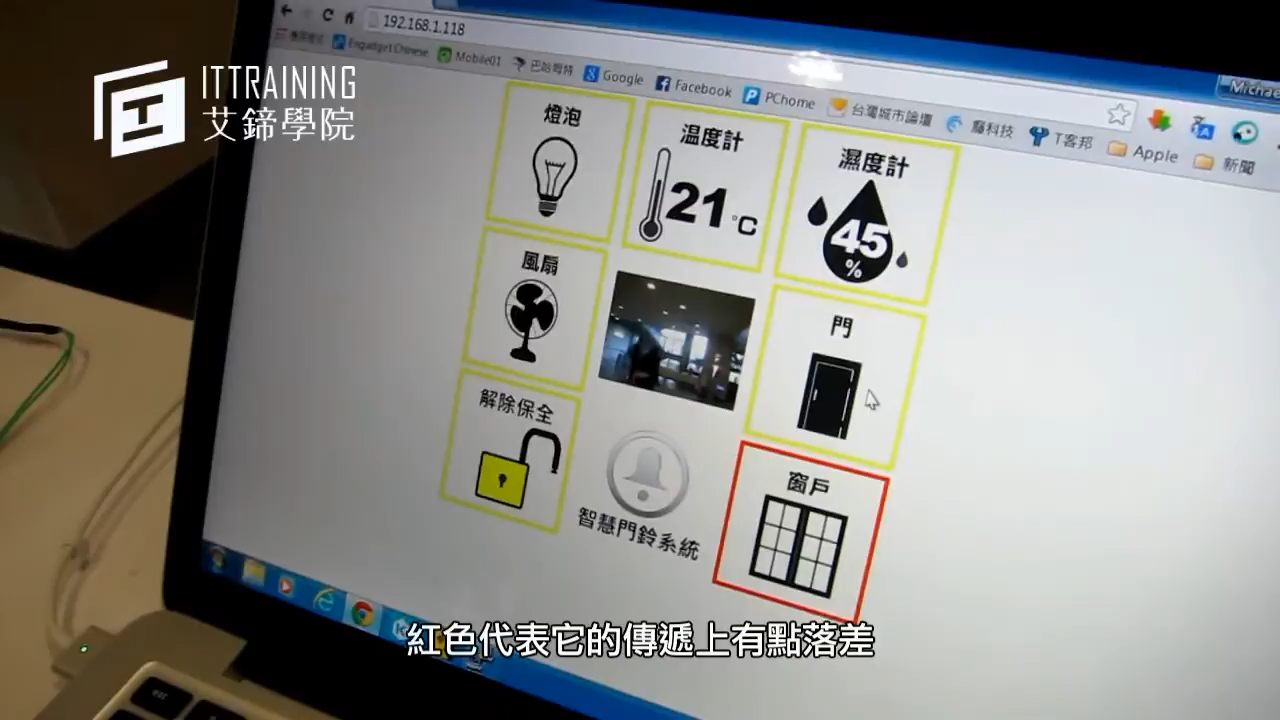 192.168.1.118
Michae
Engadget Chinese
Mobile01
巴哈姆特
Google
Facebook
PChome
台灣城市論壇
癮科技
T客邦
Apple
新聞
ITTRAINING
艾鍗學院
燈泡
溫度計
21°C
濕度計
45
%
風扇
門
解除保全
智慧門鈴系統
窗戶
紅色代表它的傳遞上有點落差